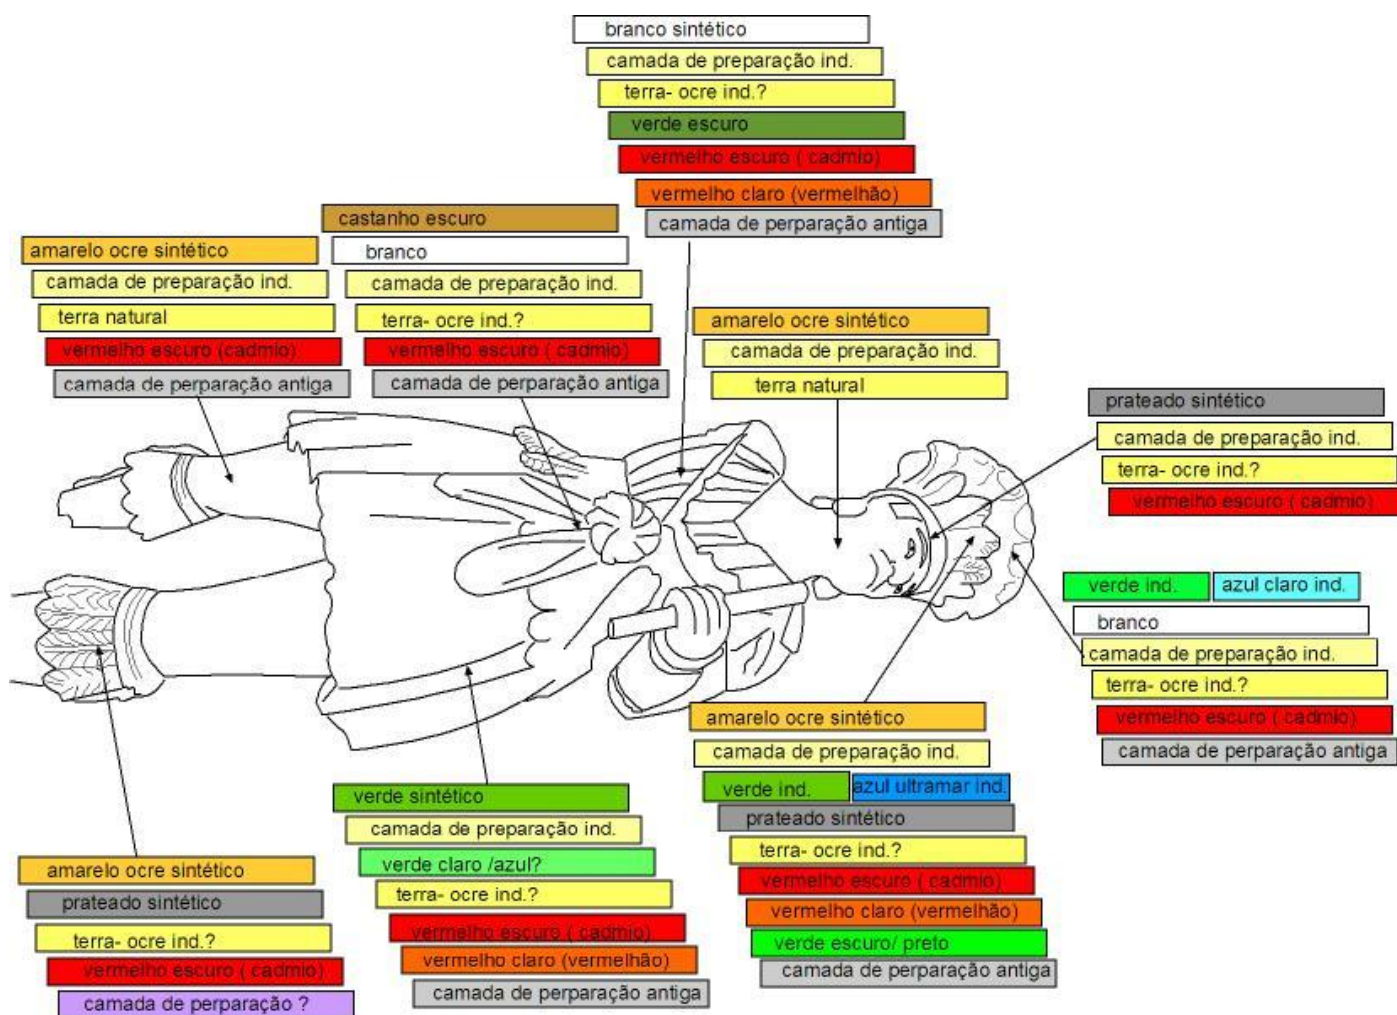 branco sintético
camada de preparação ind.
terra- ocre ind.?
verde escuro
vermelho escuro ( cadmio)
vermelho claro (vermelhão)
camada de perparação antiga
castanho escuro
branco
camada de preparação ind.
terra- ocre ind.?
vermelho escuro ( cadmio)
camada de perparação antiga
amarelo ocre sintético
camada de preparação ind.
terra natural
vermelho escuro (cadmio)
camada de perparação antiga
amarelo ocre sintético
camada de preparação ind.
terra natural
prateado sintético
camada de preparação ind.
terra- ocre ind.?
vermelho escuro ( cadmio)
verde ind. azul claro ind.
branco
camada de preparação ind.
terra- ocre ind.?
vermelho escuro ( cadmio)
camada de perparação antiga
amarelo ocre sintético
camada de preparação ind.
verde ind. azul ultramar ind.
prateado sintético
terra- ocre ind.?
vermelho escuro ( cadmio)
vermelho claro (vermelhão)
verde escuro/ preto
camada de perparação antiga
verde sintético
camada de preparação ind.
verde claro /azul?
terra- ocre ind.?
vermelho escuro ( cadmio)
vermelho claro (vermelhão)
camada de perparação antiga
amarelo ocre sintético
prateado sintético
terra- ocre ind.?
vermelho escuro ( cadmio)
camada de perparação ?